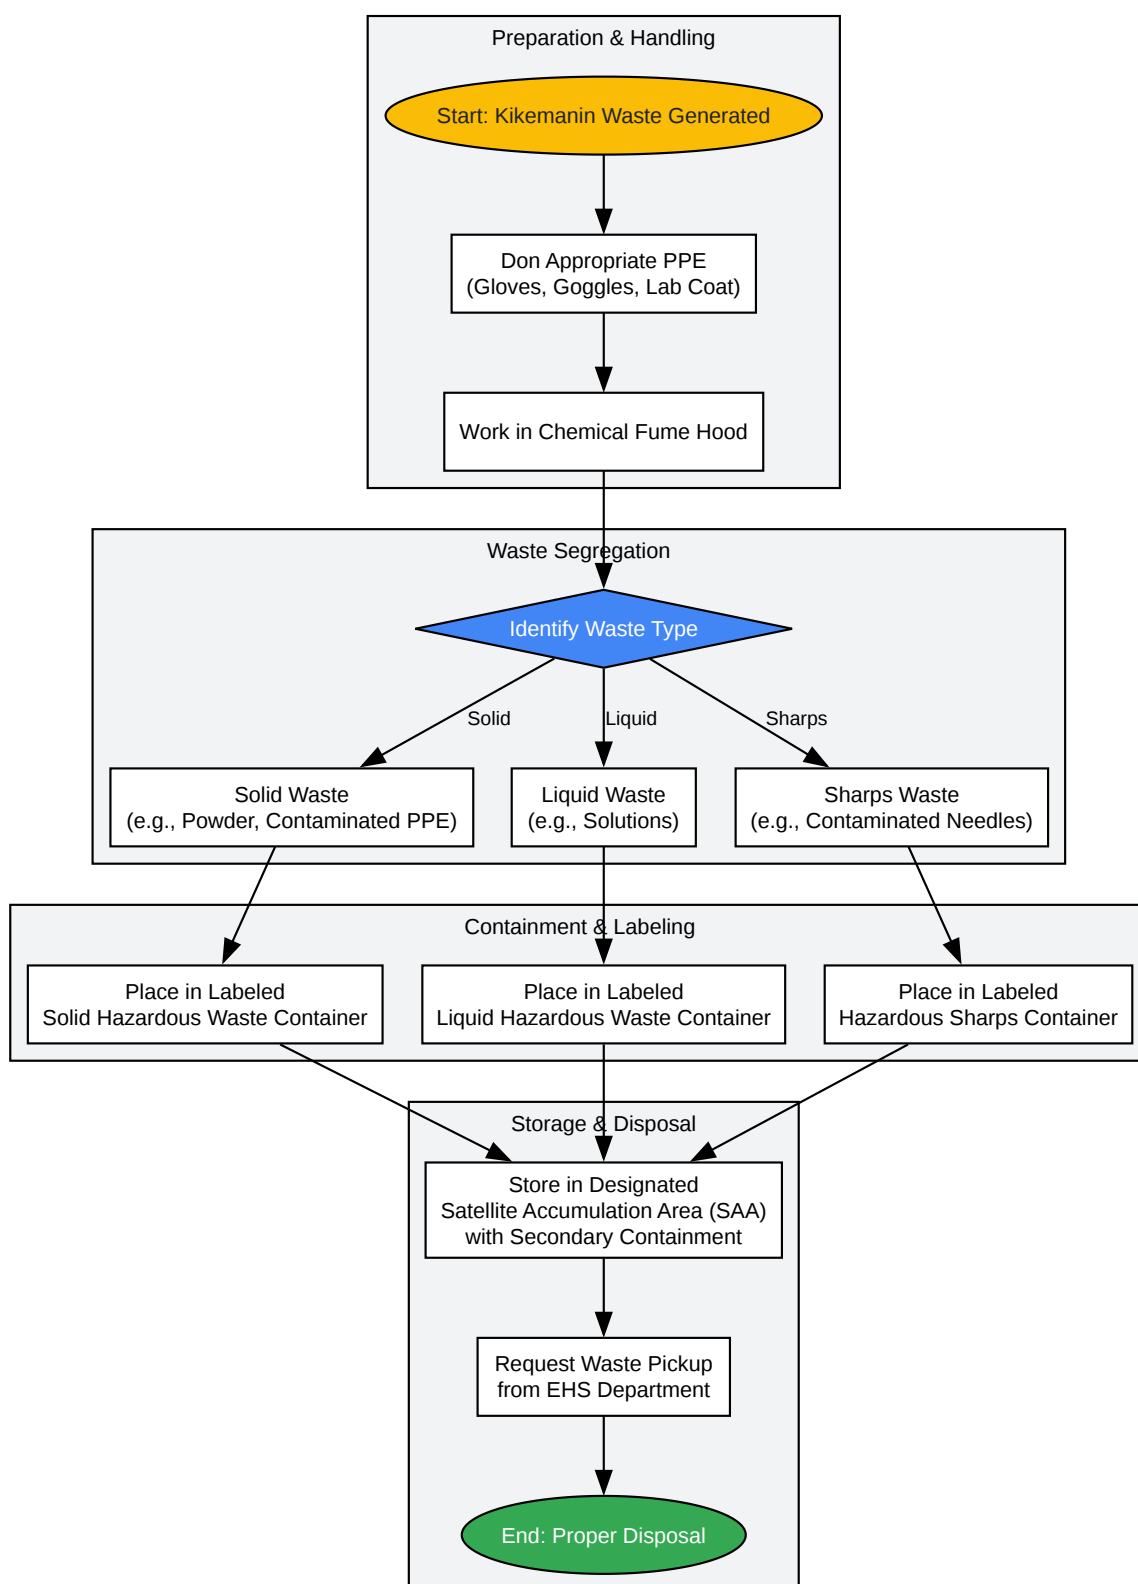 Preparation & Handling
Start: Kikemanin Waste Generated
Don Appropriate PPE
(Gloves, Goggles, Lab Coat)
Work in Chemical Fume Hood
Waste Segregation
Identify Waste Type
Solid
Liquid
Sharps
Solid Waste
(e.g., Powder, Contaminated PPE)
Liquid Waste
(e.g., Solutions)
Sharps Waste
(e.g., Contaminated Needles)
Containment & Labeling
Place in Labeled
Solid Hazardous Waste Container
Place in Labeled
Liquid Hazardous Waste Container
Place in Labeled
Hazardous Sharps Container
Storage & Disposal
Store in Designated
Satellite Accumulation Area (SAA)
with Secondary Containment
Request Waste Pickup
from EHS Department
End: Proper Disposal